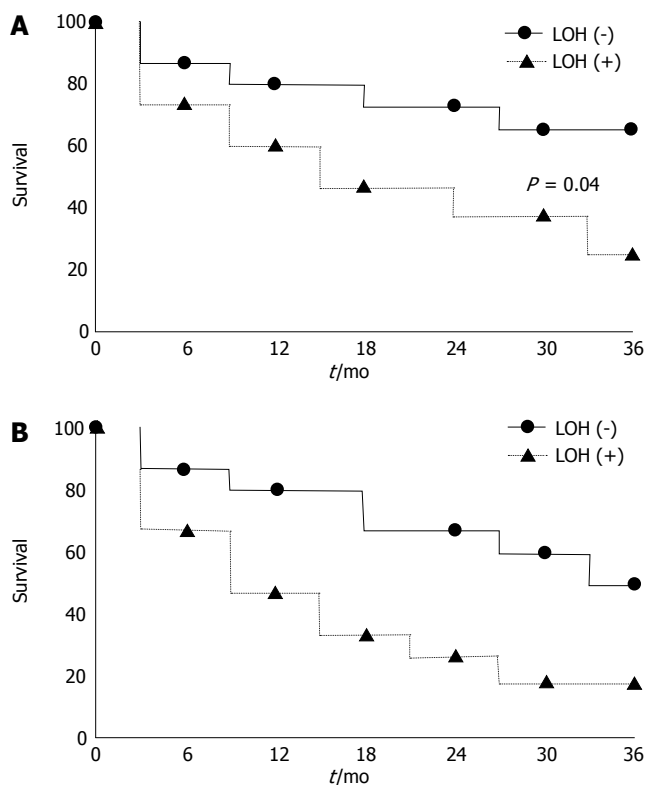 A
100
80
60
40
20
0
Survival
LOH (-)
LOH (+)
P = 0.04
0 6 12 18 24 30 36
t/mo
B
100
80
60
40
20
0
Survival
LOH (-)
LOH (+)
0 6 12 18 24 30 36
t/mo